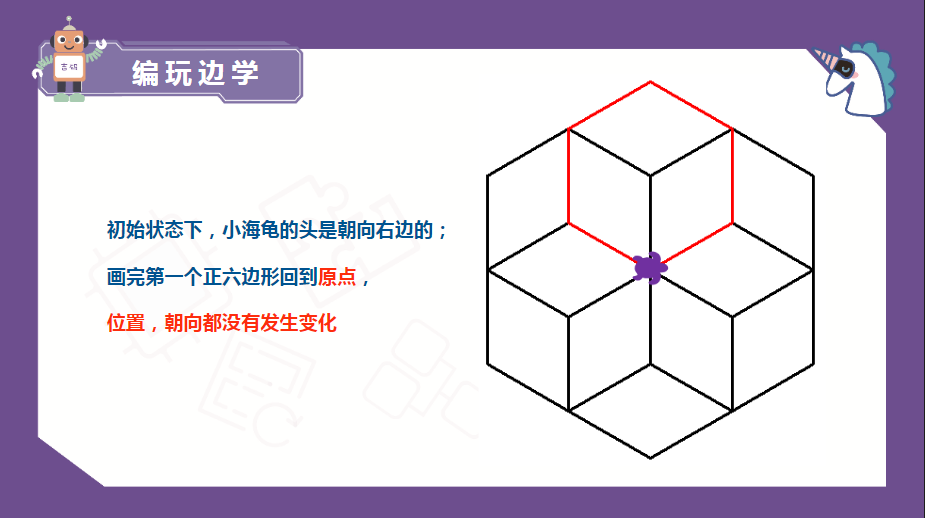 编玩边学
初始状态下，小海龟的头是朝向右边的；
画完第一个正六边形回到原点，
位置，朝向都没有发生变化